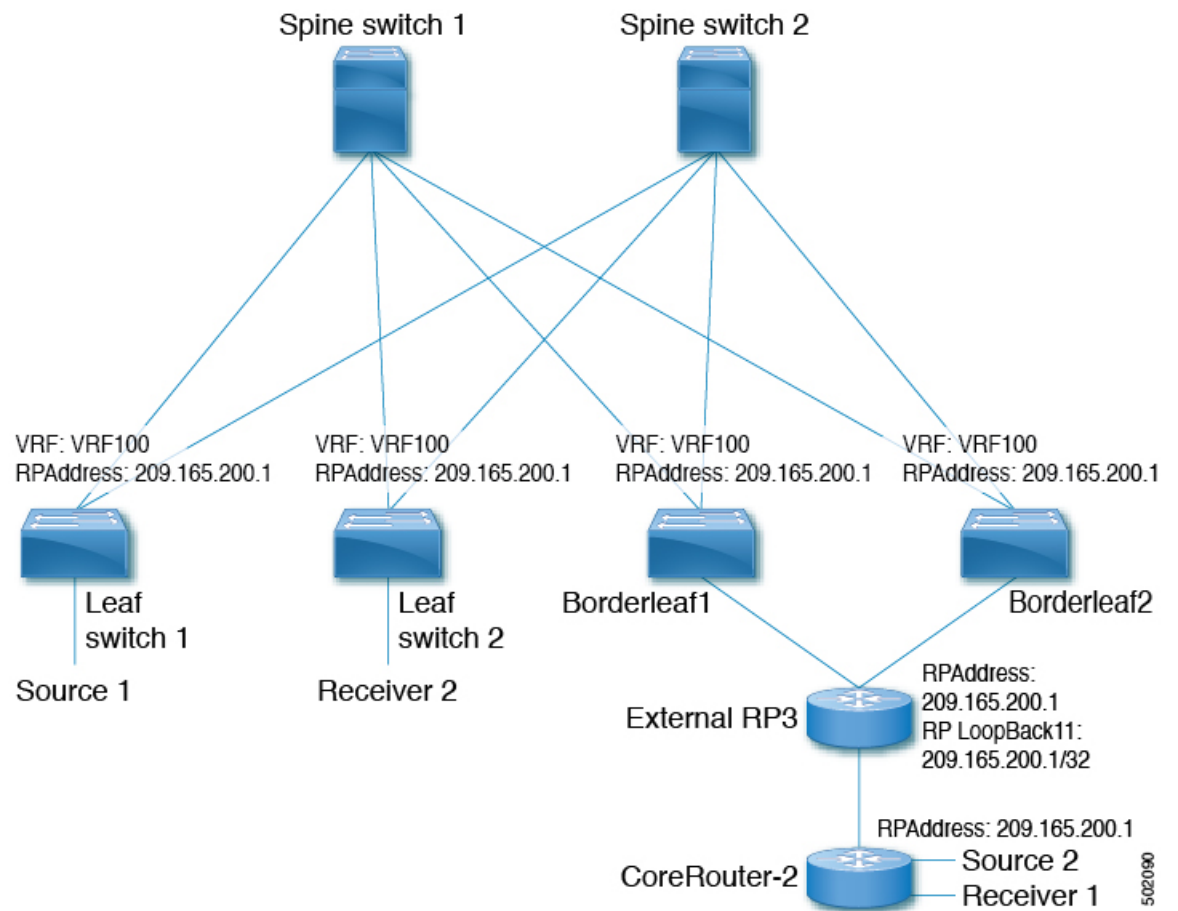 Spine switch 1
Spine switch 2
VRF: VRF100
RPAddress: 209.165.200.1
VRF: VRF100
RPAddress: 209.165.200.1
VRF: VRF100
RPAddress: 209.165.200.1
VRF: VRF100
RPAddress: 209.165.200.1
Leaf
switch 1
Leaf
switch 2
Borderleaf1
Borderleaf2
Source 1
Receiver 2
External RP3
RPAddress:
209.165.200.1
RP LoopBack11:
209.165.200.1/32
RPAddress: 209.165.200.1
CoreRouter-2
Source 2
Receiver 1
502090